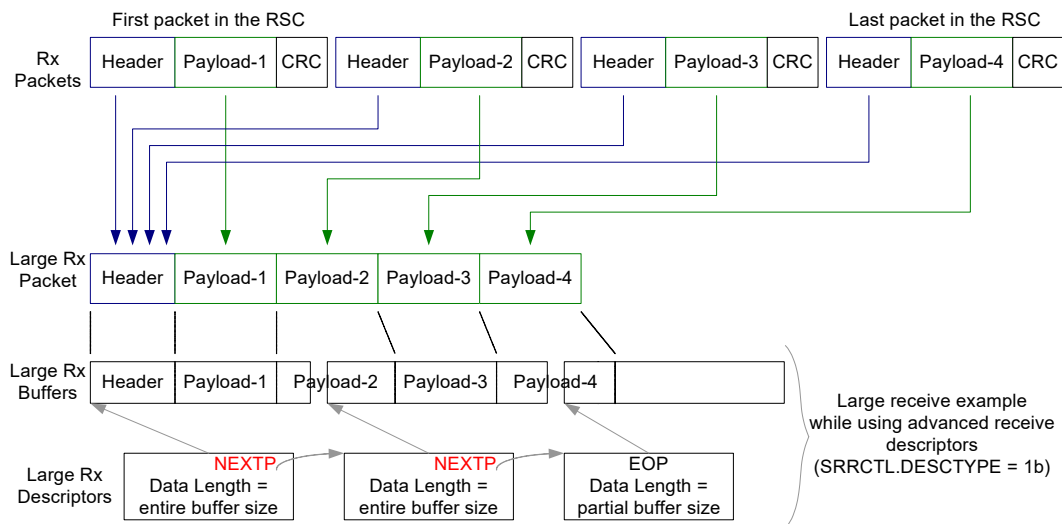 First packet in the RSC
Last packet in the RSC
Rx
Packets
Header Payload-1 CRC Header Payload-2 CRC Header Payload-3 CRC Header Payload-4 CRC
Large Rx
Packet
Header Payload-1 Payload-2 Payload-3 Payload-4
Large Rx
Buffers
Header Payload-1 Payload-2 Payload-3 Payload-4
Large receive example
while using advanced receive
descriptors
(SRRCTL.DESCTYPE = 1b)
Large Rx
Descriptors
NEXTP
Data Length =
entire buffer size
NEXTP
Data Length =
entire buffer size
EOP
Data Length =
partial buffer size